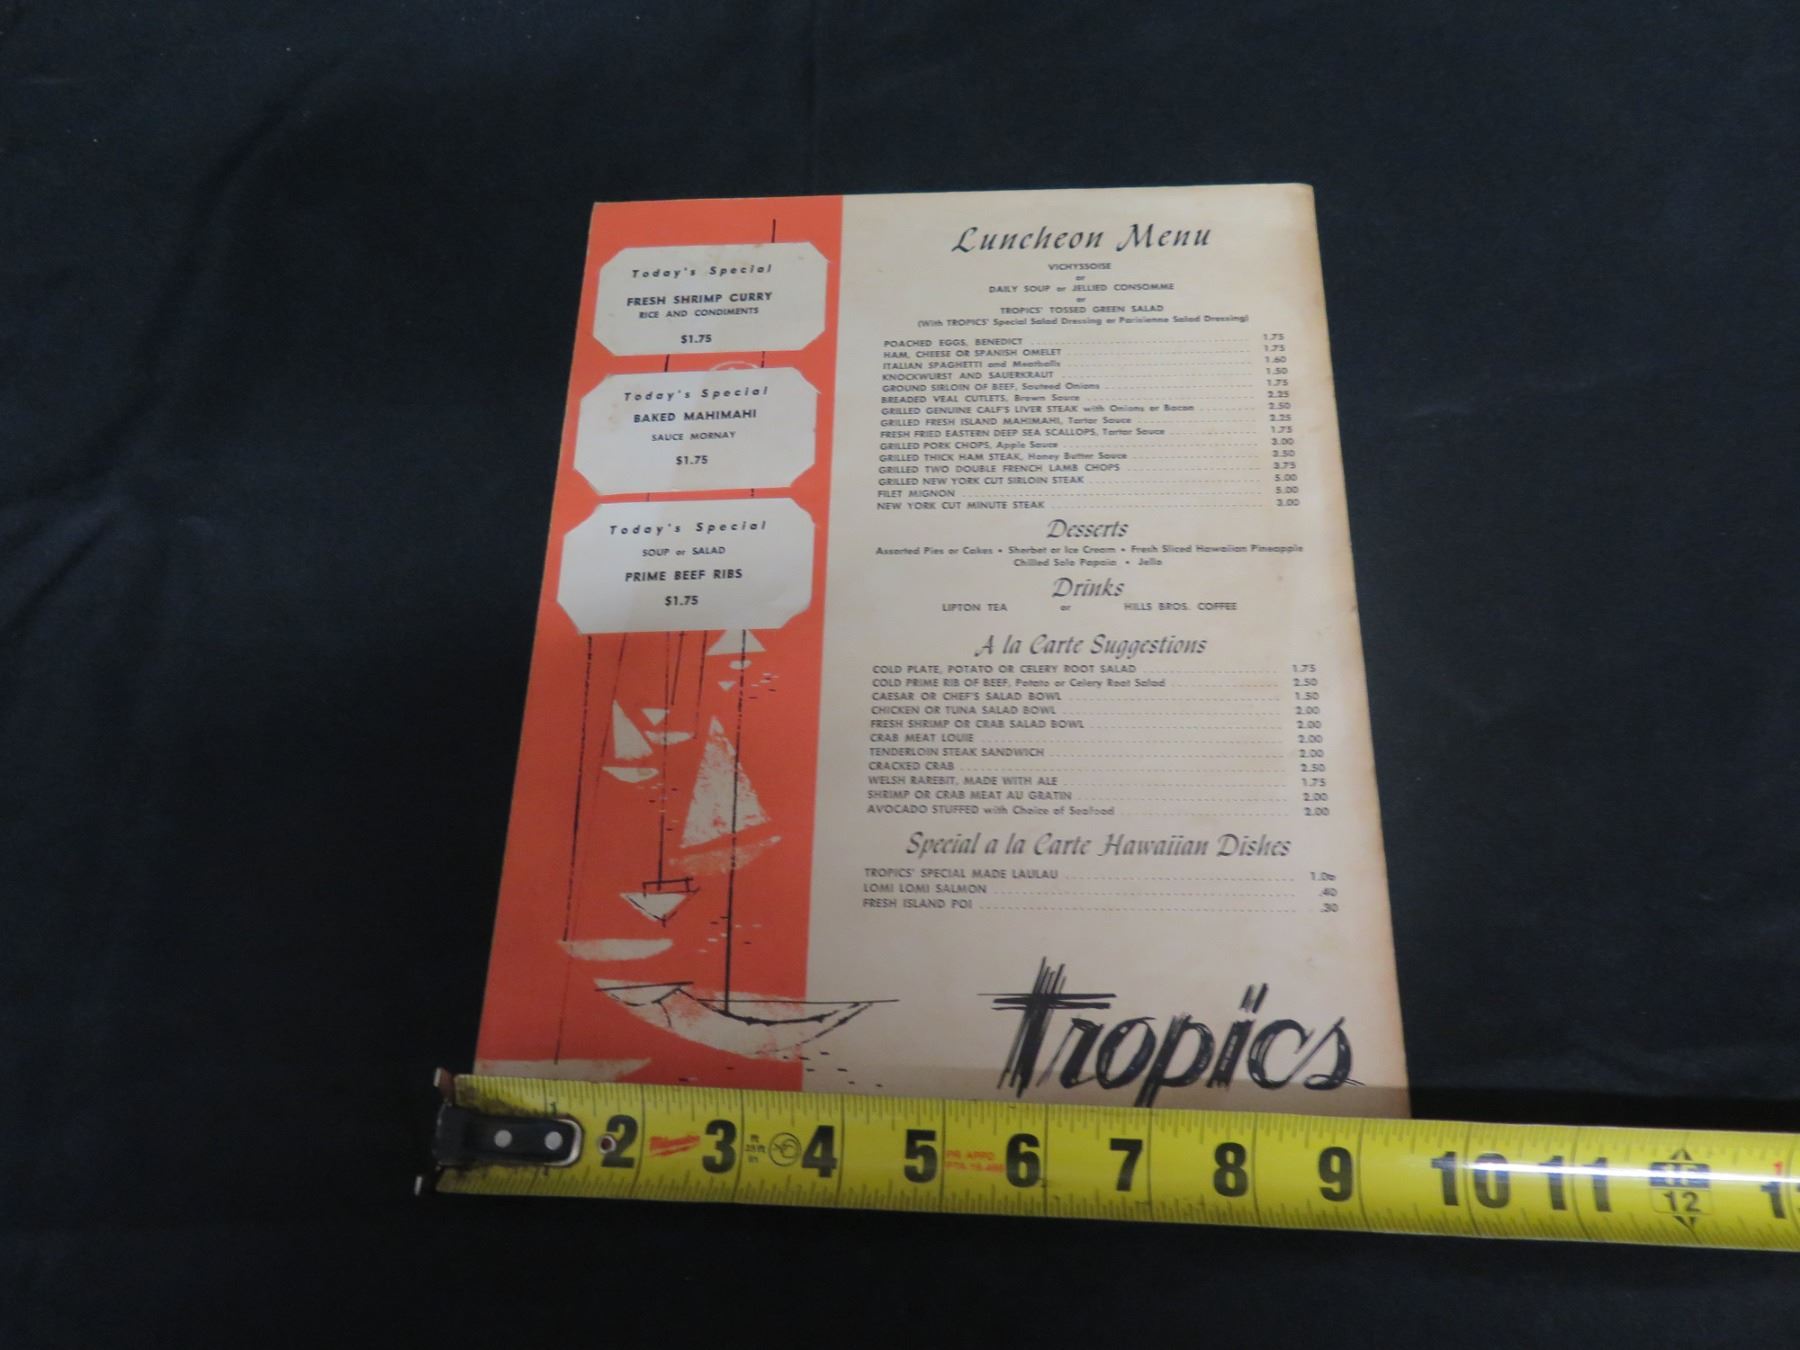 Today's Special
FRESH SHRIMP CURRY
RICE AND CONDIMENTS
$1.75
Today's Special
BAKED MAHIMAHI
SAUCE MORNAY
$1.75
Today's Special
SOUP or SALAD
PRIME BEEF RIBS
$1.75
Luncheon Menu
VICHYSSOISE
or
DAILY SOUP or JELLIED CONSOMME
or
TROPICS' TOSSED GREEN SALAD
(With TROPICS' Special Salad Dressing or Parisienne Salad Dressing)
POACHED EGGS, BENEDICT 1.75
HAM, CHEESE OR SPANISH OMELET 1.75
ITALIAN SPAGHETTI and Meatballs 1.60
KNOCKWURST AND SAUERKRAUT 1.50
GROUND SIRLOIN OF BEEF, Sauteed Onions 1.75
BREADED VEAL CUTLETS, Brown Sauce 2.25
GRILLED GENUINE CALF'S LIVER STEAK with Onions or Bacon 2.50
GRILLED FRESH ISLAND MAHIMAHI, Tartar Sauce 2.25
FRESH FRIED EASTERN DEEP SEA SCALLOPS, Tartar Sauce 1.75
GRILLED PORK CHOPS, Apple Sauce
GRILLED THICK HAM STEAK, Honey Butter Sauce
GRILLED TWO DOUBLE FRENCH LAMB CHOPS 3.75
GRILLED NEW YORK CUT SIRLOIN STEAK 5.00
FILET MIGNON 5.00
NEW YORK CUT MINUTE STEAK 3.00
Desserts
Assorted Pies or Cakes • Sherbet or Ice Cream • Fresh Sliced Hawaiian Pineapple
Chilled Solo Papaia • Jello
Drinks
LIPTON TEA or HILLS BROS. COFFEE
A la Carte Suggestions
COLD PLATE, POTATO OR CELERY ROOT SALAD 1.75
COLD PRIME RIB OF BEEF, Potato or Celery Root Salad 2.50
CAESAR OR CHEF'S SALAD BOWL 1.50
CHICKEN OR TUNA SALAD BOWL 2.00
FRESH SHRIMP OR CRAB SALAD BOWL 2.00
CRAB MEAT LOUIE 2.00
TENDERLOIN STEAK SANDWICH 2.00
CRACKED CRAB 2.50
WELSH RAREBIT, MADE WITH ALE 1.75
SHRIMP OR CRAB MEAT AU GRATIN 2.00
AVOCADO STUFFED with Choice of Seafood 2.00
Special a la Carte Hawaiian Dishes
TROPICS' SPECIAL MADE LAULAU 1.00
LOMI LOMI SALMON .40
FRESH ISLAND POI .30
Tropics
1 2 Milwaukee 3 4 5 6 7 8 9 10 11 12